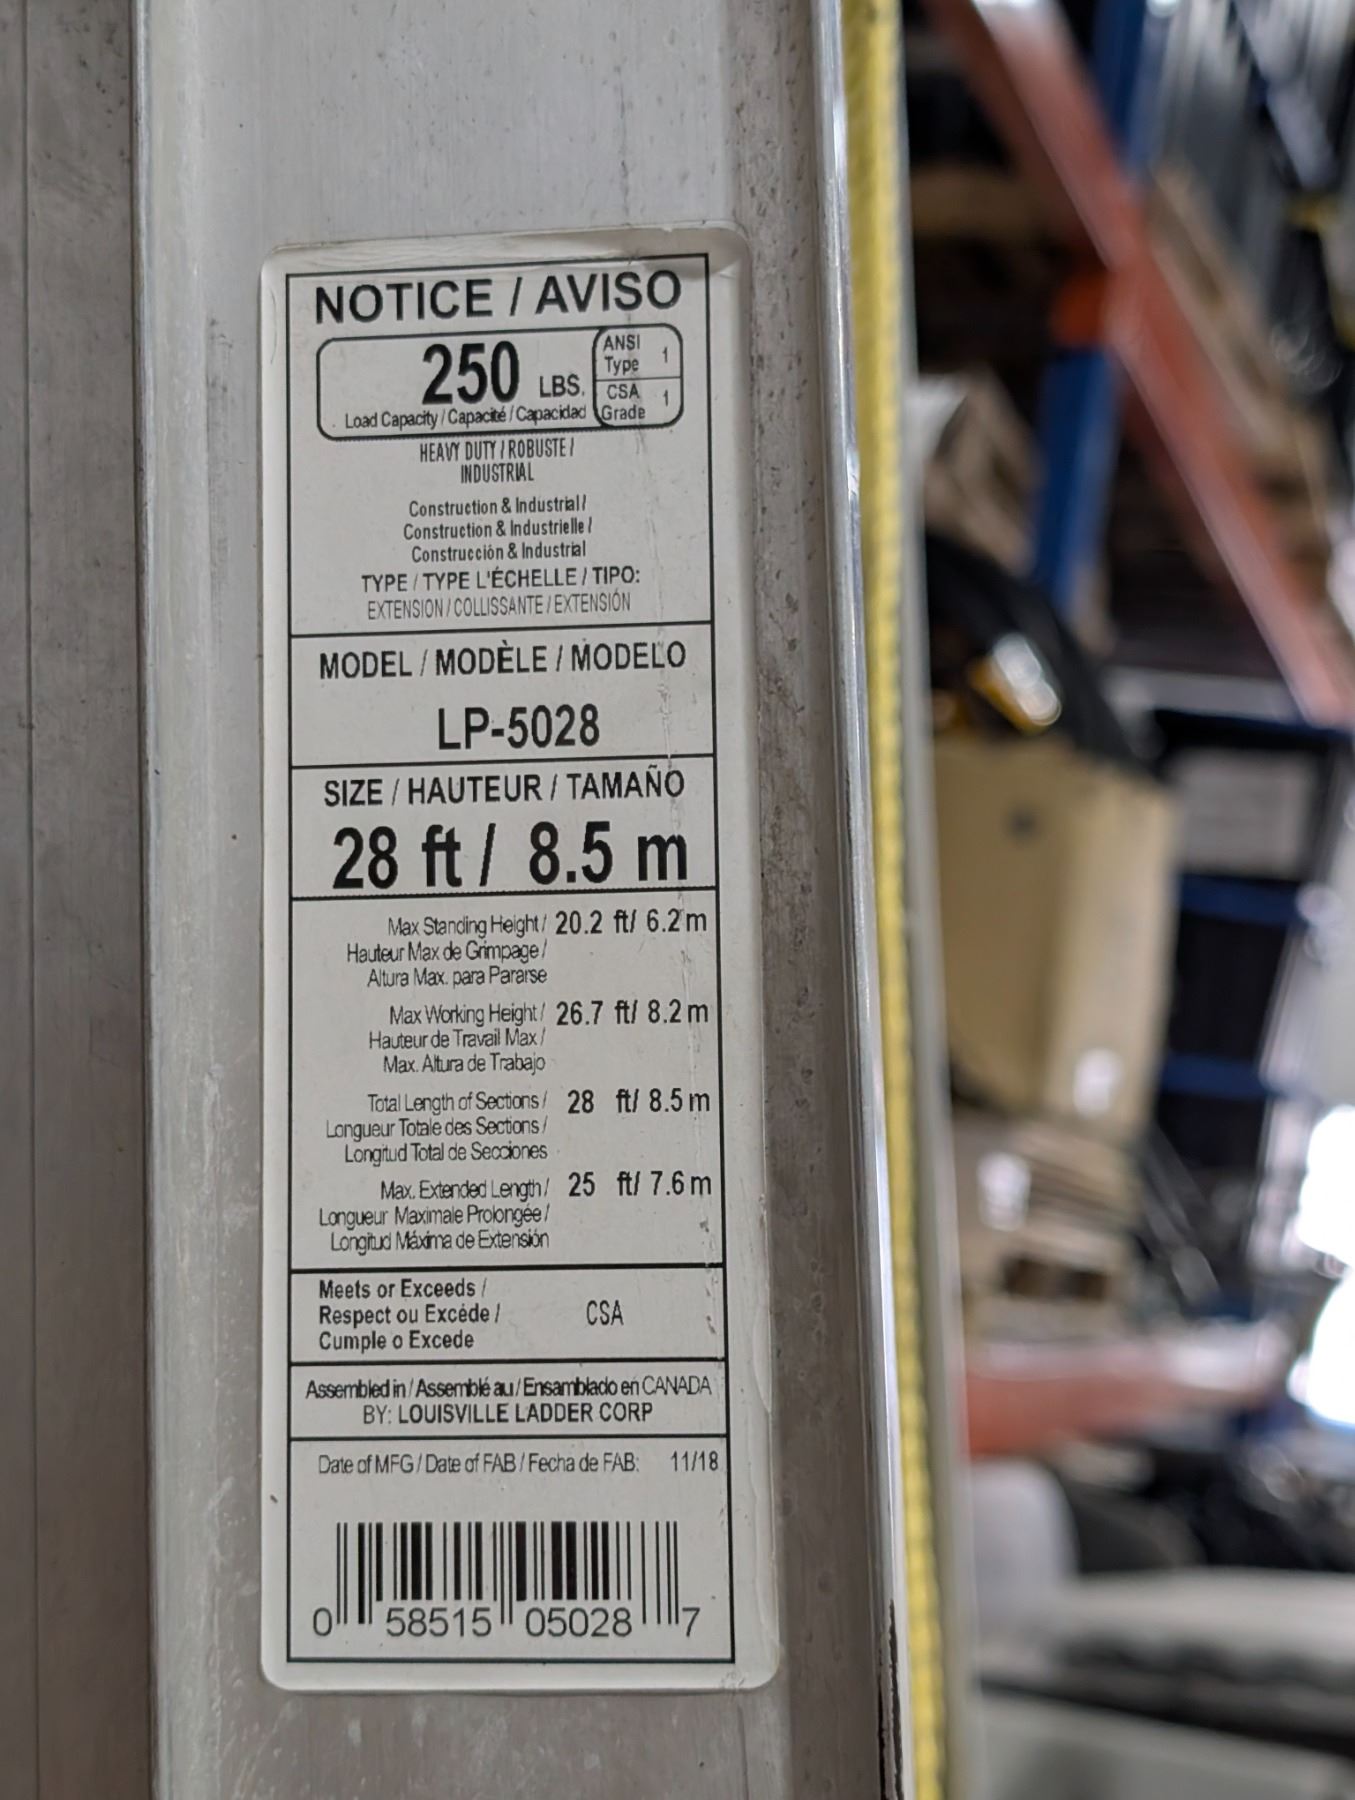 NOTICE / AVISO
250 LBS.
Load Capacity / Capacité / Capacidad
ANSI Type 1
CSA Grade 1
HEAVY DUTY / ROBUSTE /
INDUSTRIAL
Construction & Industrial /
Construction & Industrielle /
Construcción & Industrial
TYPE / TYPE L'ÉCHELLE / TIPO:
EXTENSION / COLLISSANTE / EXTENSIÓN
MODEL / MODÈLE / MODELO
LP-5028
SIZE / HAUTEUR / TAMAÑO
28 ft / 8.5 m
Max Standing Height / 20.2 ft/ 6.2 m
Hauteur Max de Grimpage /
Altura Max. para Pararse
Max Working Height / 26.7 ft/ 8.2 m
Hauteur de Travail Max /
Max. Altura de Trabajo
Total Length of Sections / 28 ft/ 8.5 m
Longueur Totale des Sections /
Longitud Total de Secciones
Max. Extended Length / 25 ft/ 7.6 m
Longueur Maximale Prolongée /
Longitud Máxima de Extensión
Meets or Exceeds /
Respect ou Excéde / CSA
Cumple o Excede
Assembled in / Assemblé au / Ensamblado en CANADA
BY: LOUISVILLE LADDER CORP
Date of MFG / Date of FAB / Fecha de FAB: 11/18
0 58515 05028 7